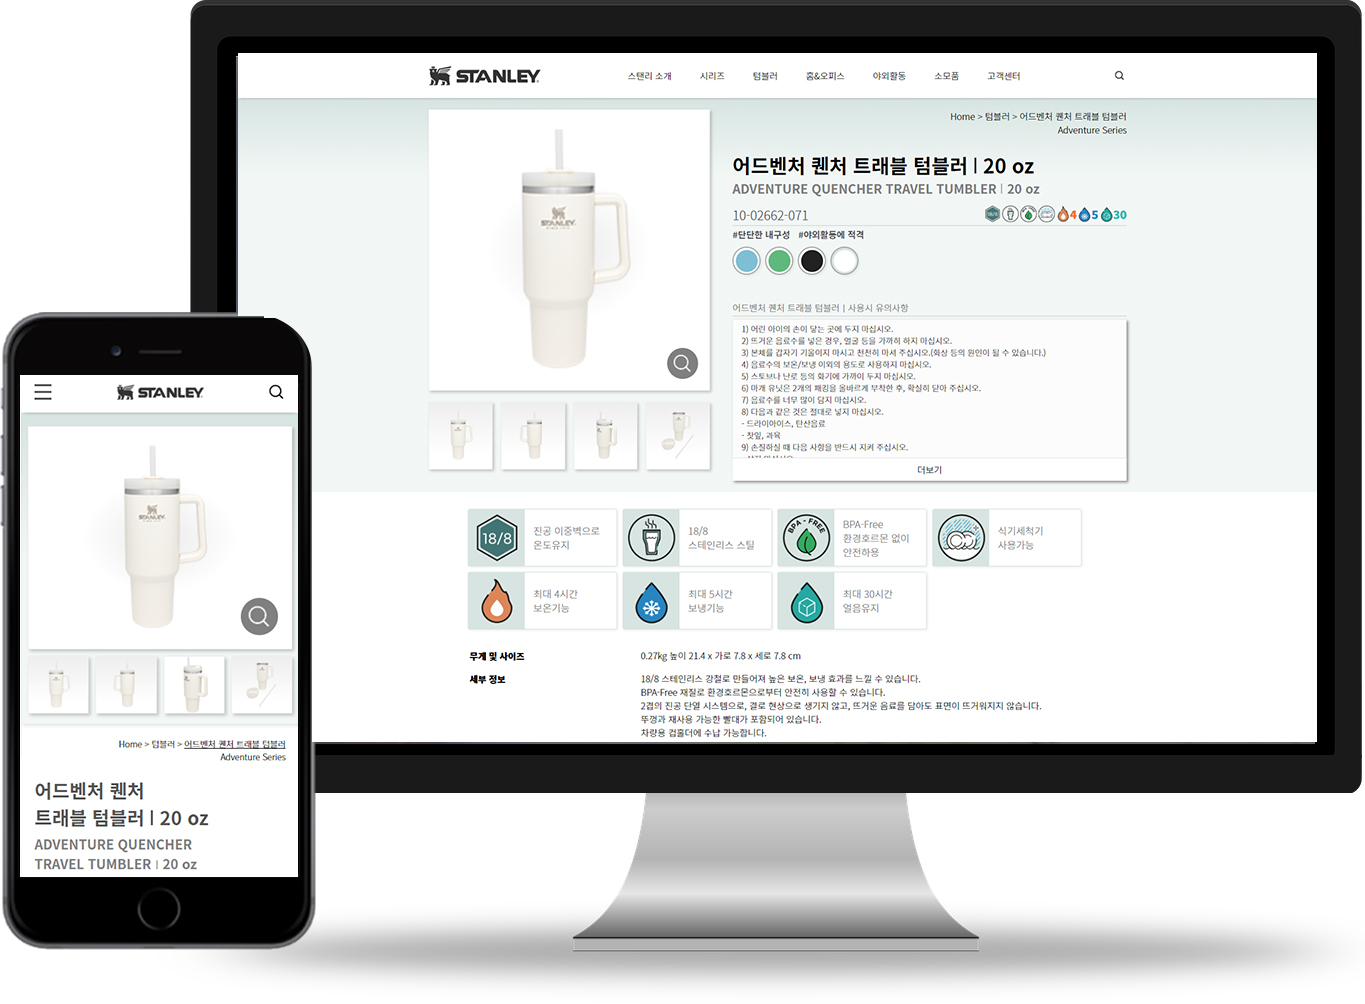 STANLEY
스탠리 소개
시리즈
텀블러
홈&오피스
야외활동
소모품
고객센터
Home > 텀블러 > 어드벤처 퀜처 트래블 텀블러
Adventure Series
STANLEY
어드벤처 퀜처 트래블 텀블러 | 20 oz
ADVENTURE QUENCHER TRAVEL TUMBLER | 20 oz
10-02662-071
4 5 30
#단단한 내구성 #야외활동에 적격
어드벤처 퀜처 트래블 텀블러 | 사용시 유의사항
1) 어린 아이의 손이 닿는 곳에 두지 마십시오.
2) 뜨거운 음료수를 넣은 경우, 얼굴 등을 가까히 하지 마십시오.
3) 본체를 갑자기 기울이지 마시고 천천히 마셔 주십시오.(화상 등의 원인이 될 수 있습니다.)
4) 음료수의 보온/보냉 이외의 용도로 사용하지 마십시오.
5) 스토브나 난로 등의 화기에 가까이 두지 마십시오.
6) 마개 유닛은 2개의 패킹을 올바르게 부착한 후, 확실히 닫아 주십시오.
7) 음료수를 너무 많이 담지 마십시오.
8) 다음과 같은 것은 절대로 넣지 마십시오.
- 드라이아이스, 탄산음료
- 찻잎, 과육
9) 손질하실 때 다음 사항을 반드시 지켜 주십시오.
더보기
18/8
진공 이중벽으로
온도유지
18/8
스테인리스 스틸
BPA - FREE
BPA-Free
환경호르몬 없이
안전하용
식기세척기
사용가능
최대 4시간
보온기능
최대 5시간
보냉기능
최대 30시간
얼음유지
무게 및 사이즈
0.27kg 높이 21.4 x 가로 7.8 x 세로 7.8 cm
세부 정보
18/8 스테인리스 강철로 만들어져 높은 보온, 보냉 효과를 느낄 수 있습니다.
BPA-Free 재질로 환경호르몬으로부터 안전히 사용할 수 있습니다.
2겹의 진공 단열 시스템으로, 결로 현상으로 생기지 않고, 뜨거운 음료를 담아도 표면이 뜨거워지지 않습니다.
뚜껑과 재사용 가능한 빨대가 포함되어 있습니다.
차량용 컵홀더에 수납 가능합니다.
STANLEY
STANLEY
Home > 텀블러 > 어드벤처 퀜처 트래블 텀블러
Adventure Series
어드벤처 퀜처
트래블 텀블러 | 20 oz
ADVENTURE QUENCHER
TRAVEL TUMBLER | 20 oz